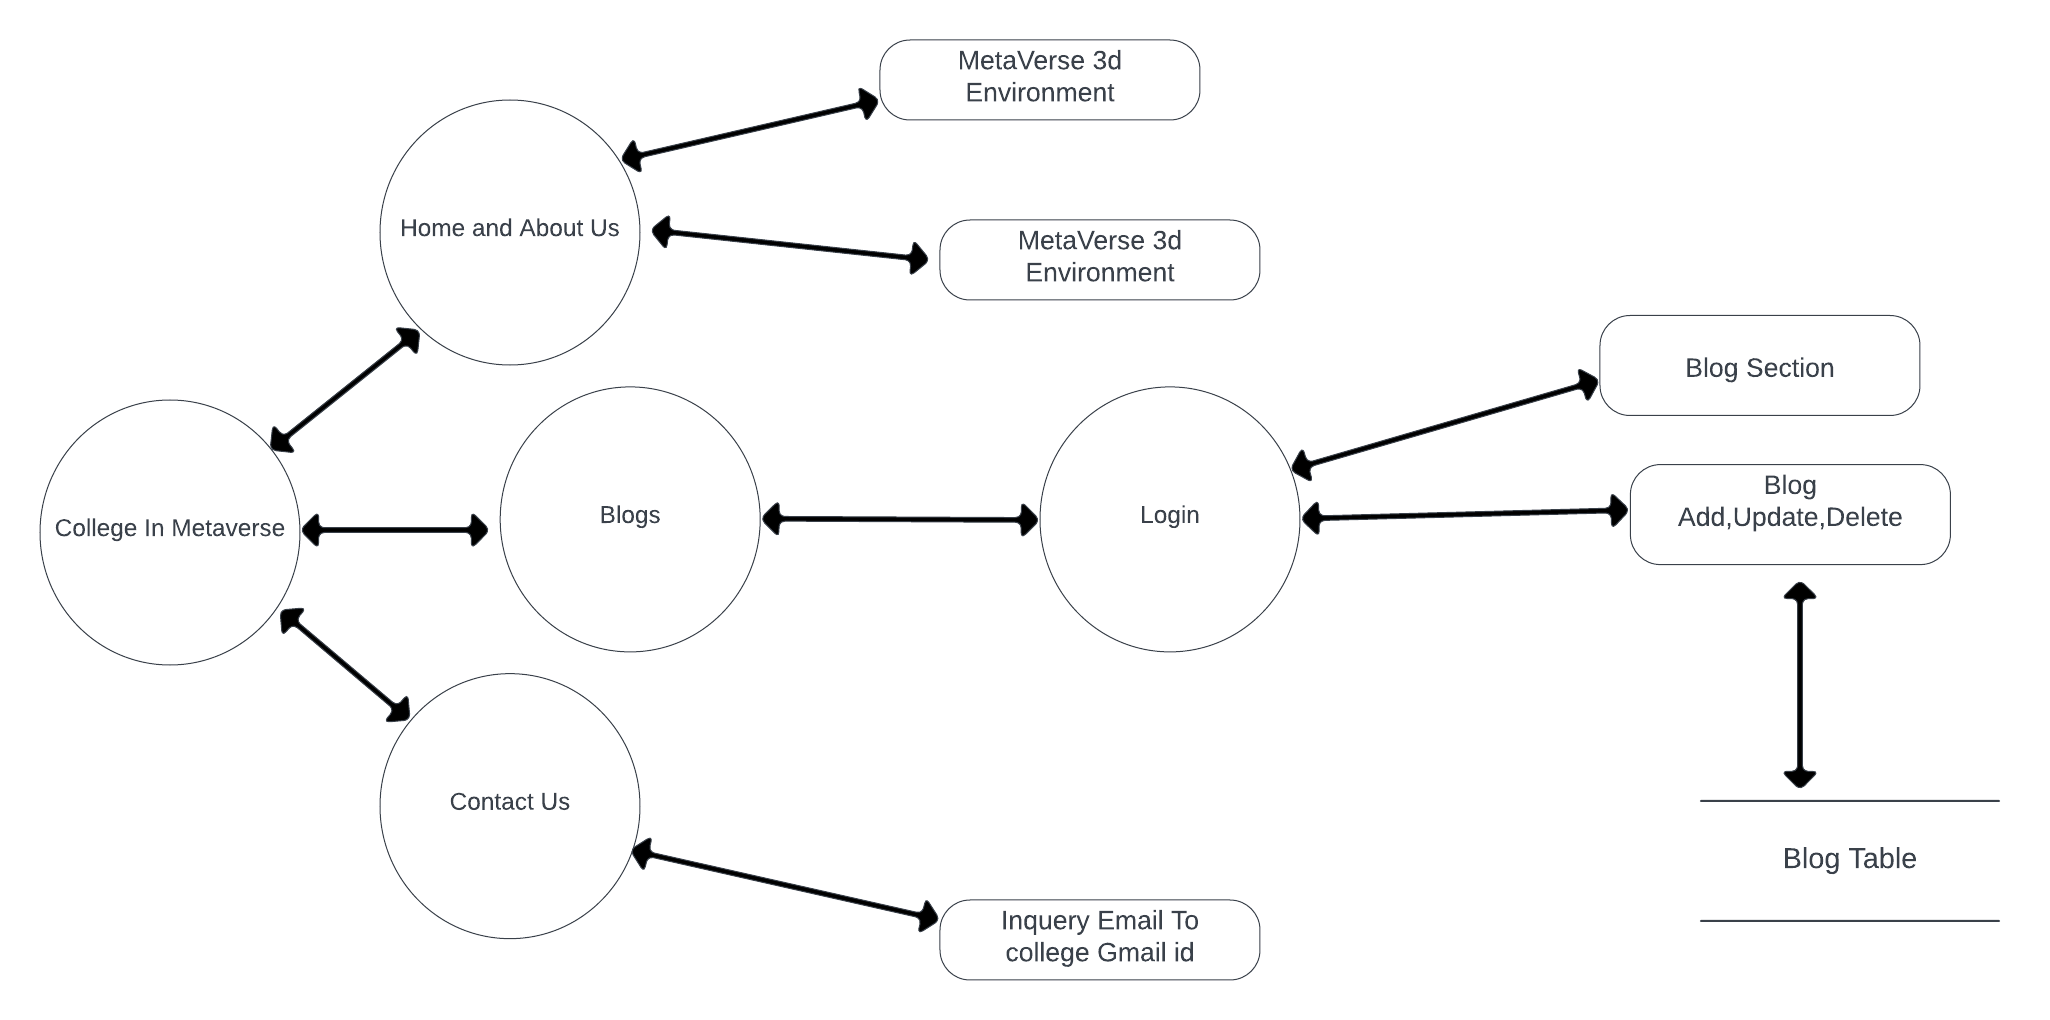 MetaVerse 3d
Environment
Home and About Us
MetaVerse 3d
Environment
Blog Section
College In Metaverse
Blogs
Login
Blog
Add,Update,Delete
Contact Us
Blog Table
Inquery Email To
college Gmail id